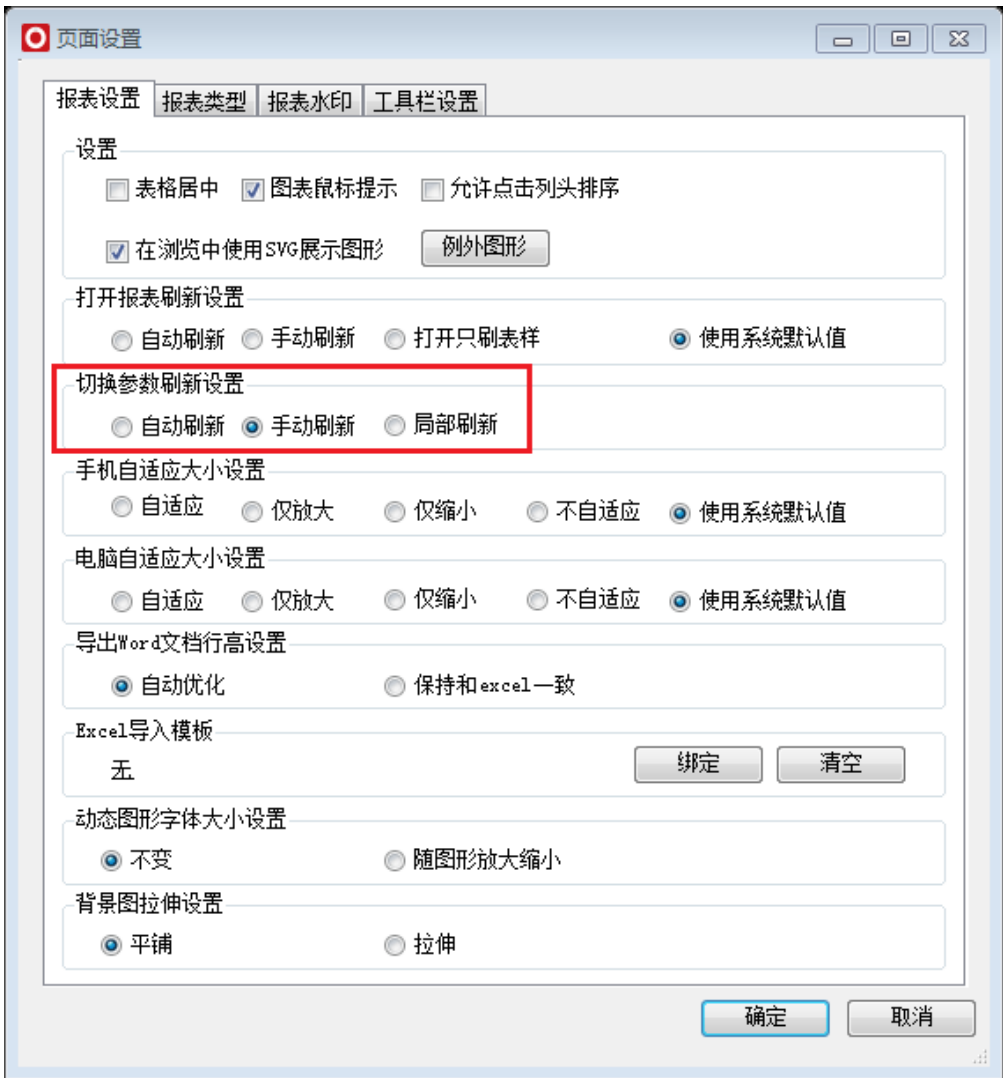 页面设置
报表设置 报表类型 报表水印 工具栏设置
设置
表格居中 图表鼠标提示 允许点击列头排序
在浏览中使用SVG展示图形 例外图形
打开报表刷新设置
自动刷新 手动刷新 打开只刷表样 使用系统默认值
切换参数刷新设置
自动刷新 手动刷新 局部刷新
手机自适应大小设置
自适应 仅放大 仅缩小 不自适应 使用系统默认值
电脑自适应大小设置
自适应 仅放大 仅缩小 不自适应 使用系统默认值
导出Word文档行高设置
自动优化 保持和excel一致
Excel导入模板
无 绑定 清空
动态图形字体大小设置
不变 随图形放大缩小
背景图拉伸设置
平铺 拉伸
确定 取消